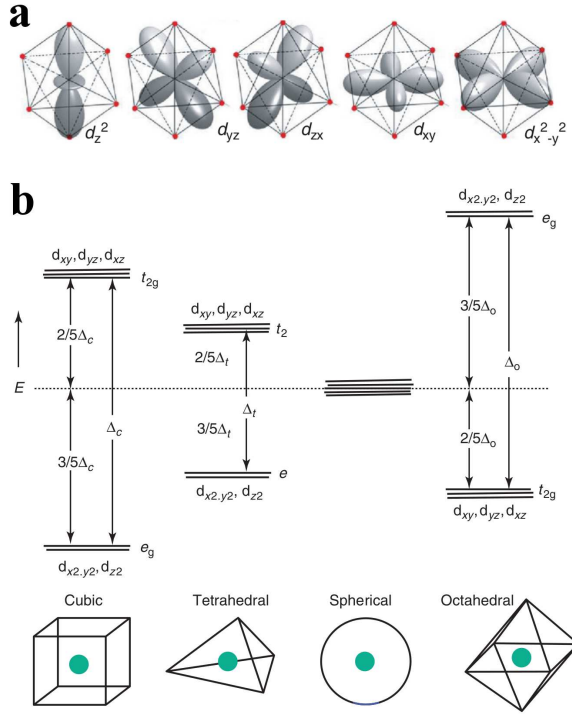 a
d_z^2 d_yz d_zx d_xy d_x^2-y^2
b
d_x2.y2, d_z2
e_g
d_xy, d_yz, d_xz
t_2g
d_xy, d_yz, d_xz
t_2
3/5Δ_o
2/5Δ_c
2/5Δ_t
Δ_o
E
Δ_c
Δ_t
3/5Δ_c
3/5Δ_t
2/5Δ_o
e
t_2g
d_x2.y2, d_z2
d_xy, d_yz, d_xz
e_g
d_x2.y2, d_z2
Cubic Tetrahedral Spherical Octahedral